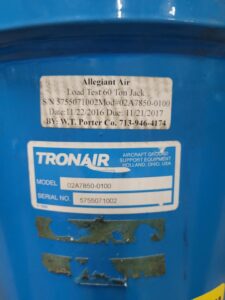 Allegiant Air
Load Test 60 Ton Jack
S/N 5755071002Mod#02A7850-0100
Date:11/22/2016 Due: 11/21/2017
BY: W.T. Porter Co. 713-946-4174
TRONAIR
AIRCRAFT GROUND
SUPPORT EQUIPMENT
HOLLAND, OHIO, USA
MODEL 02A7850-0100
SERIAL NO. 5755071002